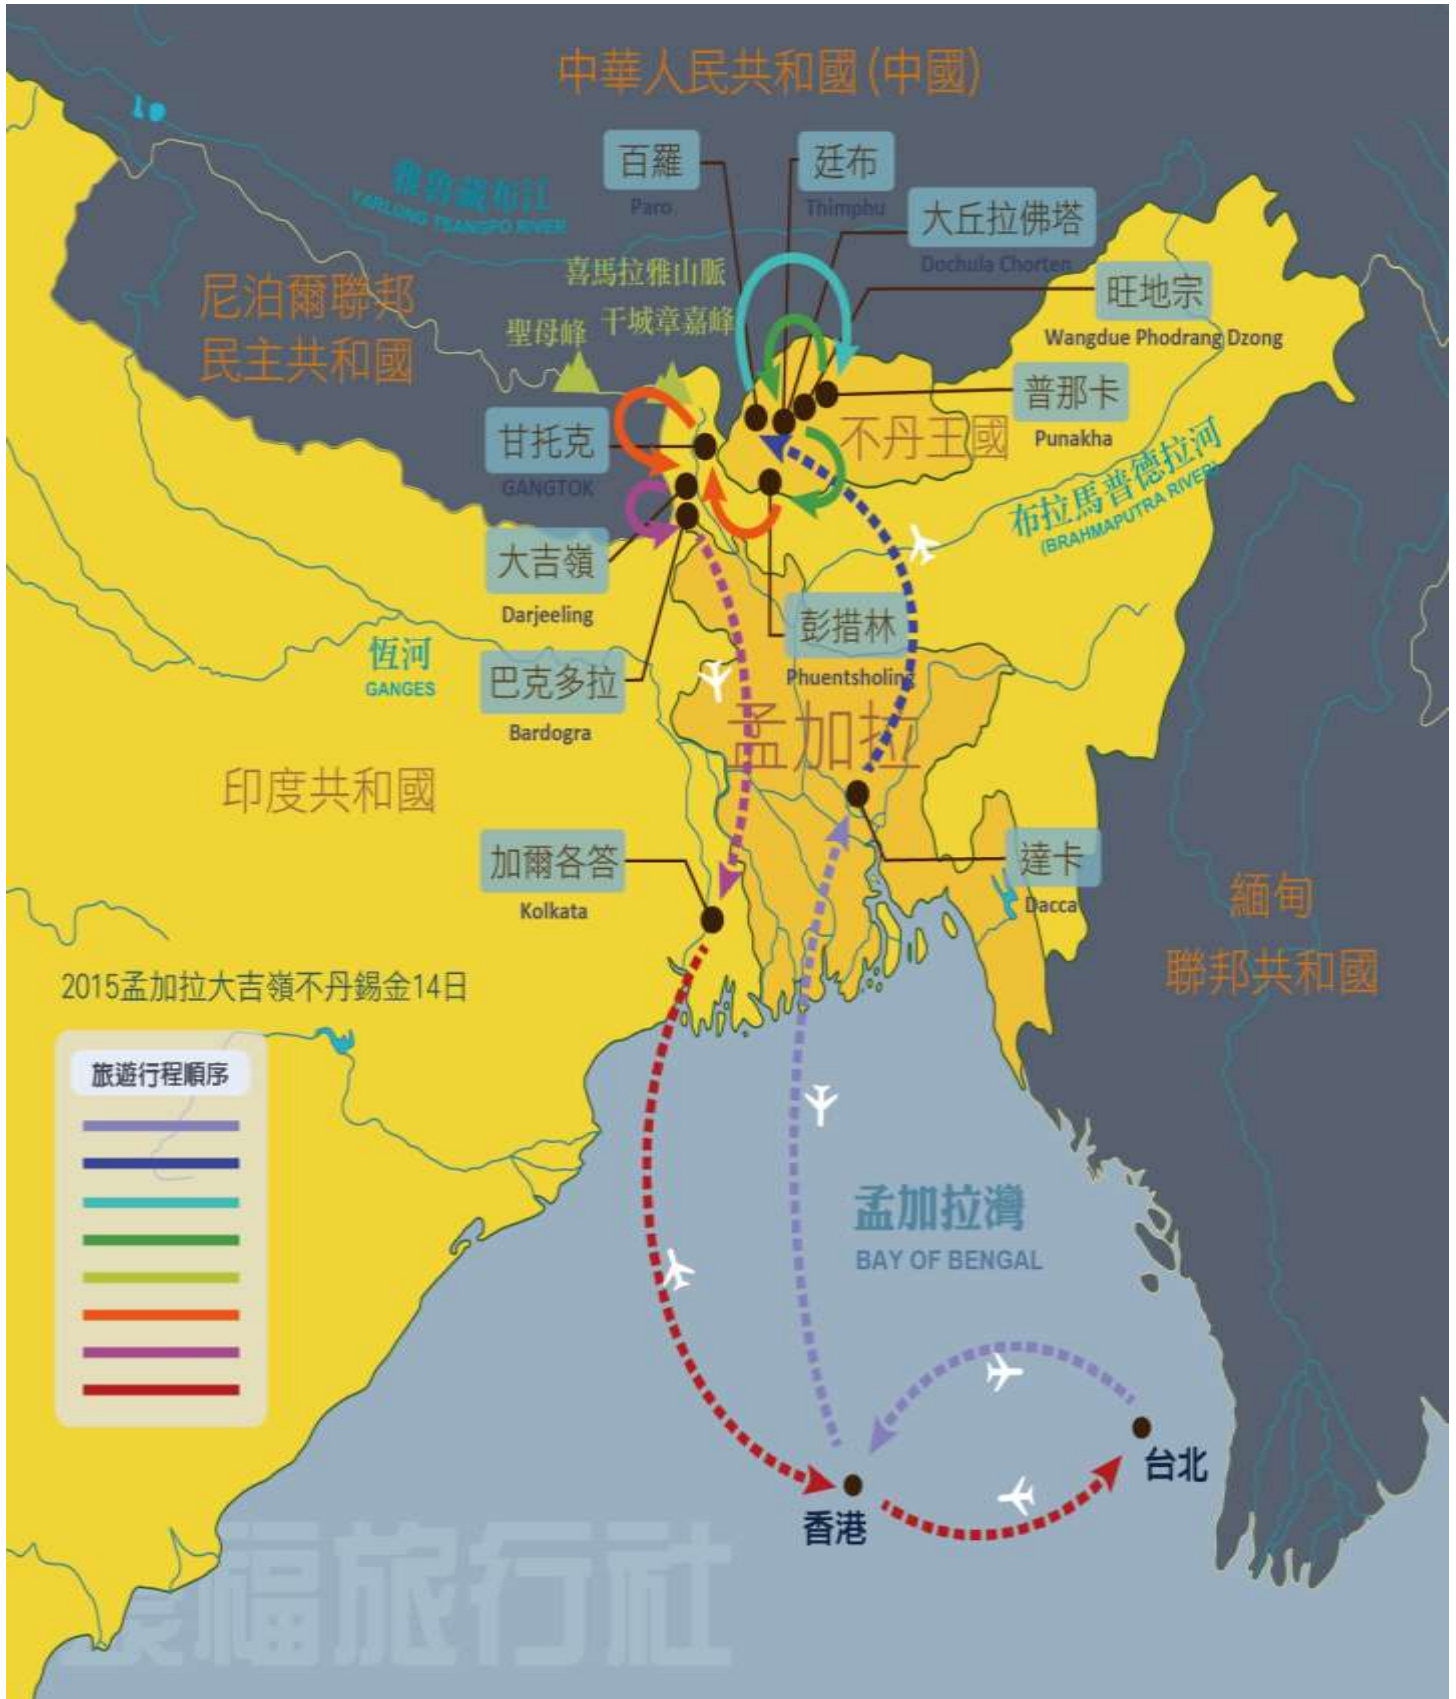 中華人民共和國(中國)
百羅
Paro
廷布
Thimphu
雅魯藏布江
YARLUNG TSANGPO RIVER
大丘拉佛塔
Dochula Chorten
喜馬拉雅山脈
旺地宗
Wangdue Phodrang Dzong
尼泊爾聯邦
民主共和國
聖母峰
干城章嘉峰
普那卡
Punakha
甘托克
GANGTOK
不丹王國
布拉馬普德拉河
(BRAHMAPUTRA RIVER)
大吉嶺
Darjeeling
彭措林
Phuentsholing
恆河
GANGES
巴克多拉
Bardogra
孟加拉
印度共和國
加爾各答
Kolkata
達卡
Dacca
緬甸
聯邦共和國
2015孟加拉大吉嶺不丹錫金14日
旅遊行程順序
孟加拉灣
BAY OF BENGAL
台北
香港
福旅行社